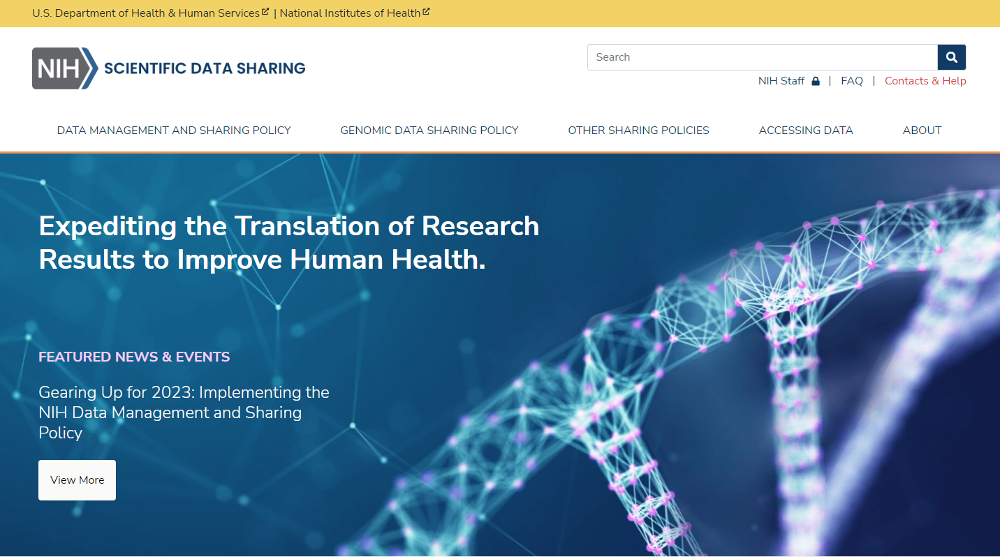 U.S. Department of Health & Human Services | National Institutes of Health
NIH SCIENTIFIC DATA SHARING
Search
NIH Staff | FAQ | Contacts & Help
DATA MANAGEMENT AND SHARING POLICY GENOMIC DATA SHARING POLICY OTHER SHARING POLICIES ACCESSING DATA ABOUT
Expediting the Translation of Research
Results to Improve Human Health.
FEATURED NEWS & EVENTS
Gearing Up for 2023: Implementing the
NIH Data Management and Sharing
Policy
View More